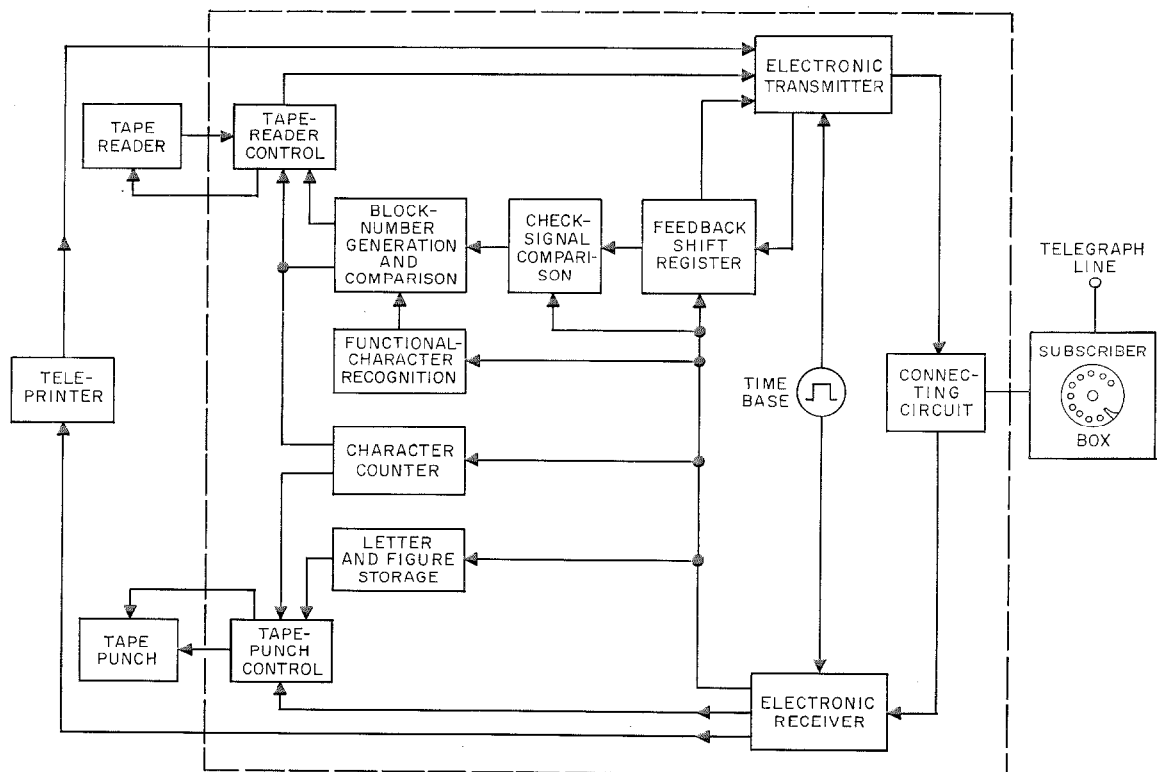 ELECTRONIC
TRANSMITTER
TAPE
READER
TAPE-
READER
CONTROL
BLOCK-
NUMBER
GENERATION
AND
COMPARISON
CHECK-
SIGNAL
COMPARI-
SON
FEEDBACK
SHIFT
REGISTER
TELEGRAPH
LINE
FUNCTIONAL-
CHARACTER
RECOGNITION
TELE-
PRINTER
TIME
BASE
CONNEC-
TING
CIRCUIT
SUBSCRIBER
BOX
CHARACTER
COUNTER
LETTER
AND FIGURE
STORAGE
TAPE
PUNCH
TAPE-
PUNCH
CONTROL
ELECTRONIC
RECEIVER